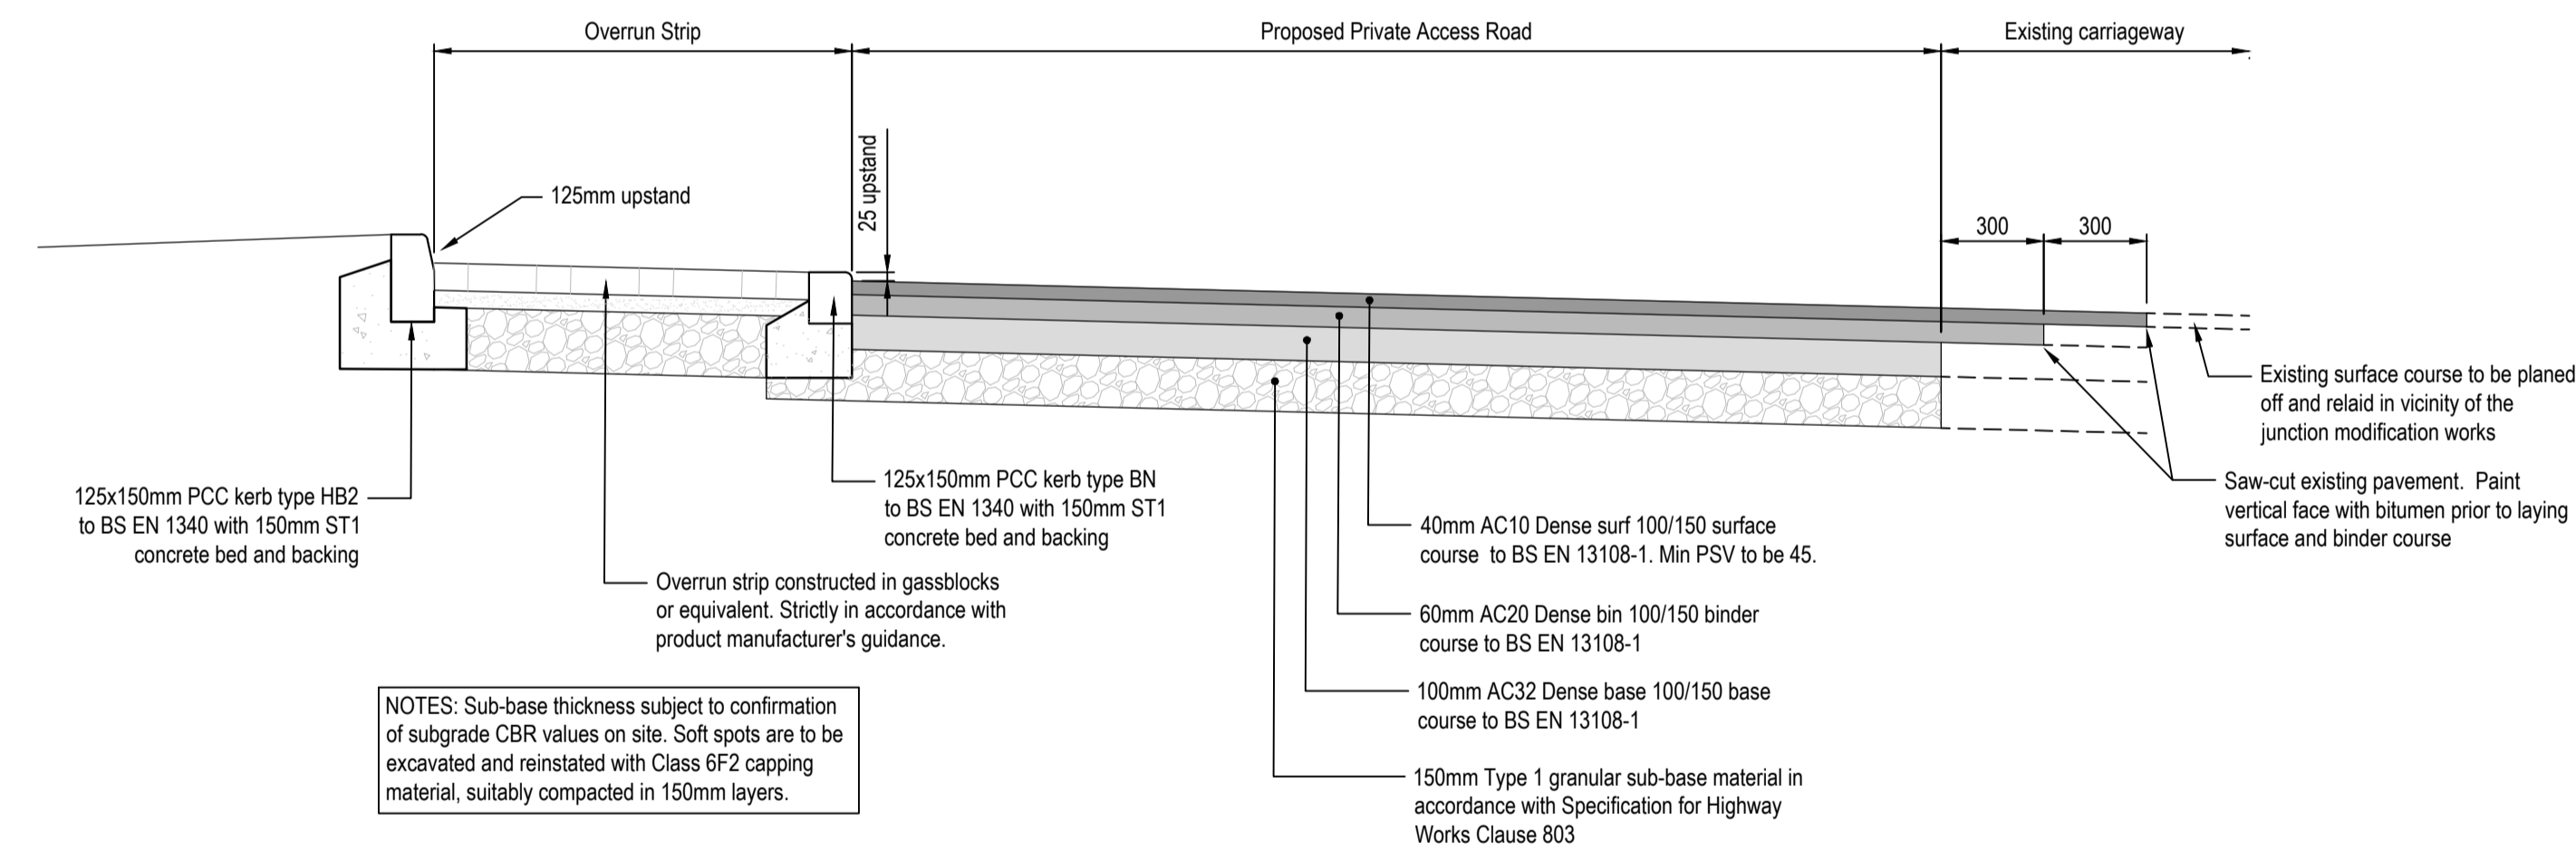 Overrun Strip
Proposed Private Access Road
Existing carriageway
125mm upstand
25 upstand
300
300
Existing surface course to be planed
off and relaid in vicinity of the
junction modification works
Saw-cut existing pavement. Paint
vertical face with bitumen prior to laying
surface and binder course
125x150mm PCC kerb type HB2
to BS EN 1340 with 150mm ST1
concrete bed and backing
125x150mm PCC kerb type BN
to BS EN 1340 with 150mm ST1
concrete bed and backing
Overrun strip constructed in gassblocks
or equivalent. Strictly in accordance with
product manufacturer's guidance.
40mm AC10 Dense surf 100/150 surface
course to BS EN 13108-1. Min PSV to be 45.
60mm AC20 Dense bin 100/150 binder
course to BS EN 13108-1
100mm AC32 Dense base 100/150 base
course to BS EN 13108-1
150mm Type 1 granular sub-base material in
accordance with Specification for Highway
Works Clause 803
NOTES: Sub-base thickness subject to confirmation
of subgrade CBR values on site. Soft spots are to be
excavated and reinstated with Class 6F2 capping
material, suitably compacted in 150mm layers.